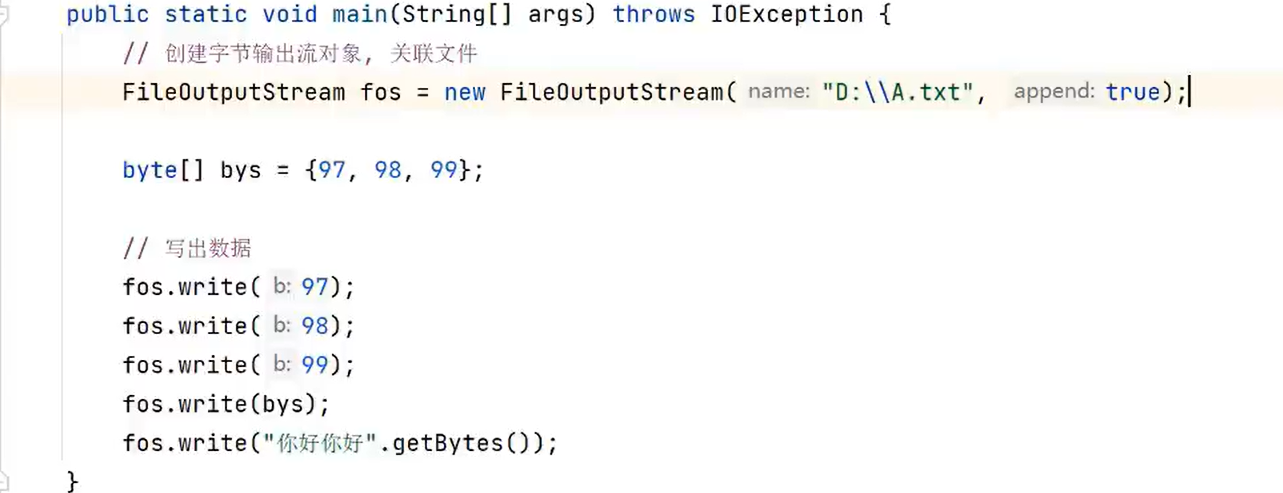 public static void main(String[] args) throws IOException {
// 创建字节输出流对象, 关联文件
FileOutputStream fos = new FileOutputStream( name: "D:\\A.txt", append: true);
byte[] bys = {97, 98, 99};
// 写出数据
fos.write( b: 97);
fos.write( b: 98);
fos.write( b: 99);
fos.write(bys);
fos.write("你好你好".getBytes());
}